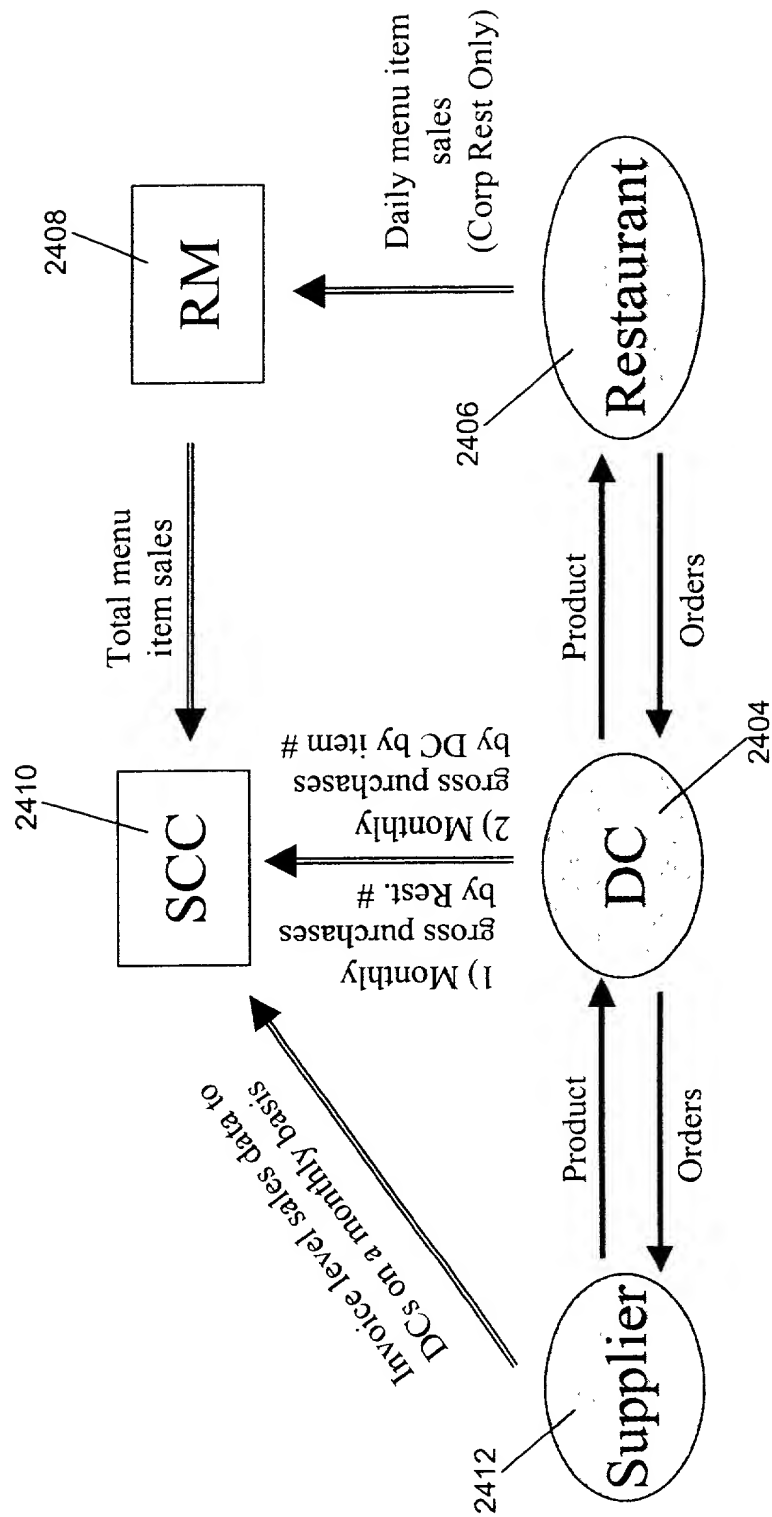 2410
SCC
Total menu
item sales
2408
RM
Invoice level sales data to
DCs on a monthly basis
1) Monthly
gross purchases
by Rest. #
2) Monthly
gross purchases
by DC by item #
Daily menu item
sales
(Corp Rest Only)
2412
Supplier
Product
Orders
DC
2404
Product
Orders
2406
Restaurant